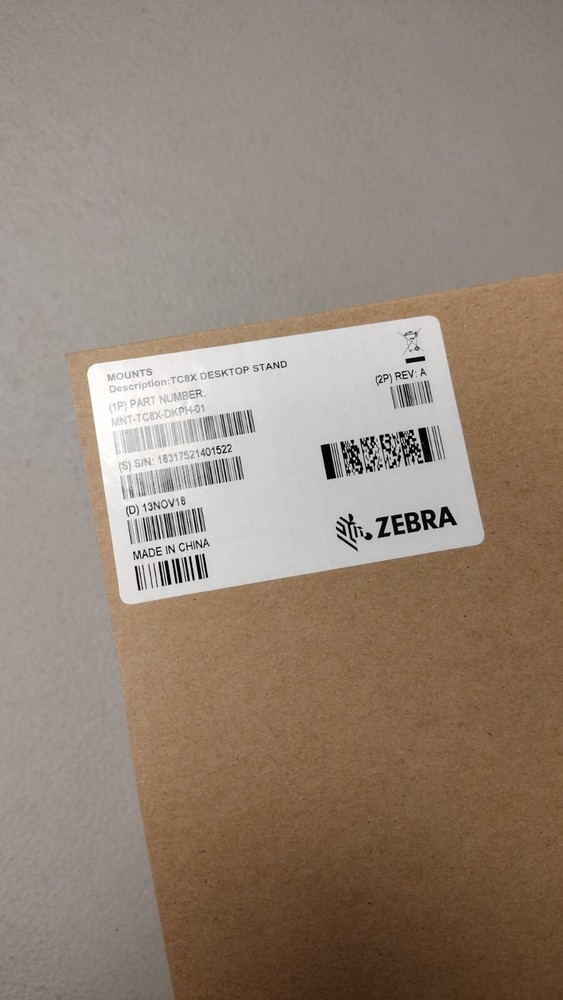 MOUNTS
Description:TC8X DESKTOP STAND
(1P) PART NUMBER:
MNT-TC8X-DKPH-01
(S) S/N: 18317521401522
(D) 13NOV18
MADE IN CHINA
(2P) REV: A
ZEBRA